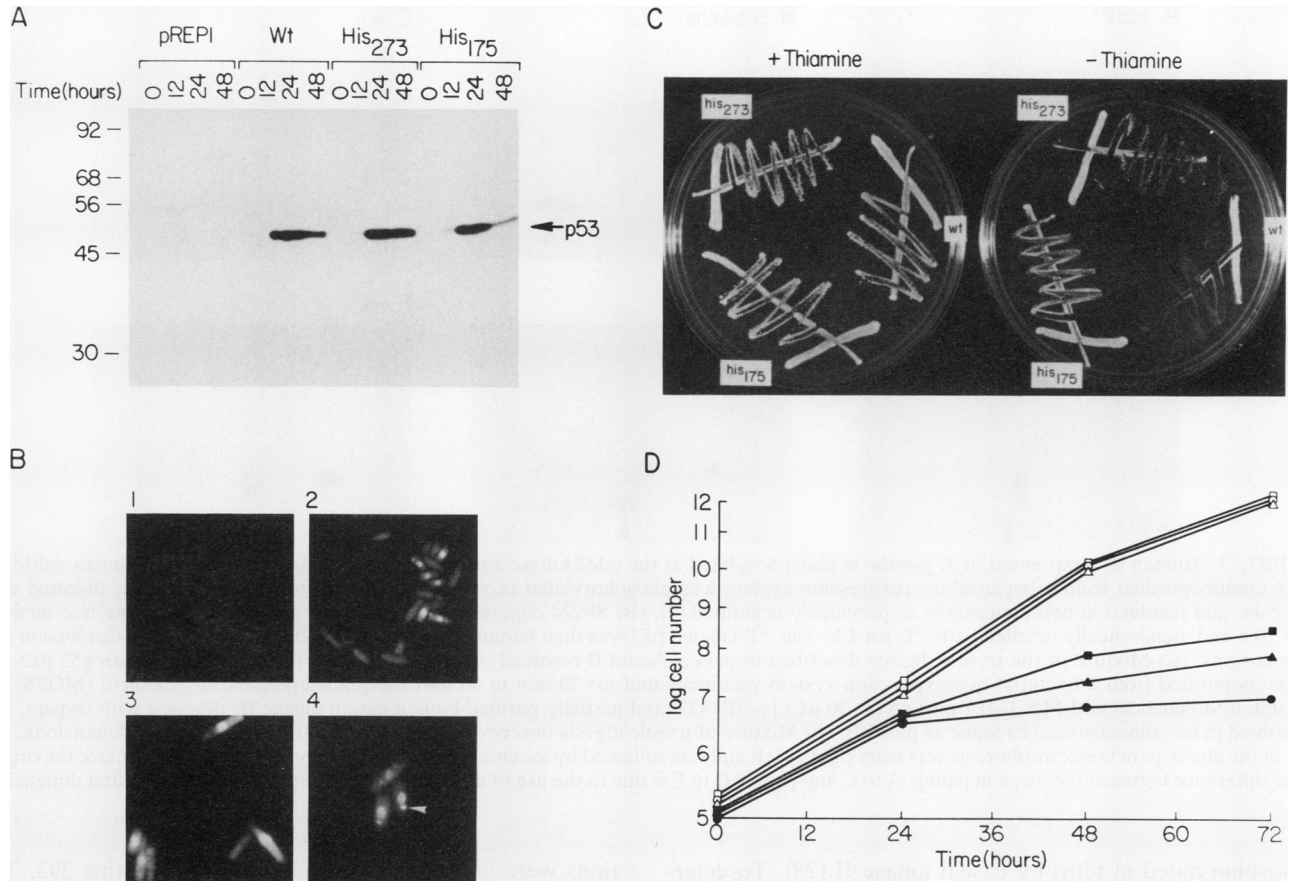 A
pREPI Wt His273 His175
Time(hours) 0 12 24 48 0 12 24 48 0 12 24 48 0 12 24 48
92
68
56
45
30
p53
B
1 2
3 4
C
+ Thiamine - Thiamine
his273
wt
his175
his273
wt
his175
D
log cell number
12
11
10
9
8
7
6
5
0 12 24 36 48 60 72
Time(hours)